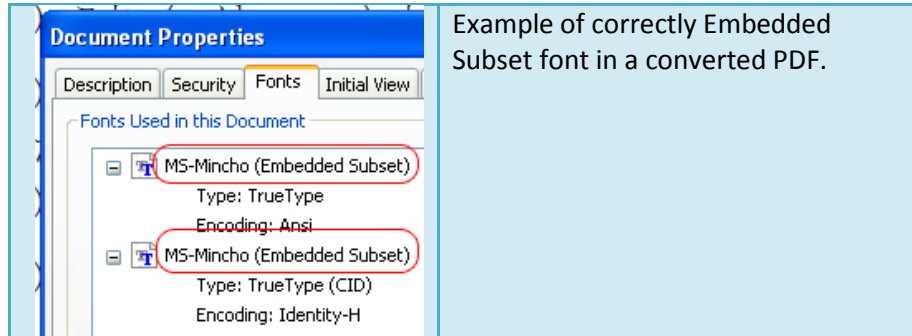 Document Properties
Description Security Fonts Initial View
Fonts Used in this Document
MS-Mincho (Embedded Subset)
Type: TrueType
Encoding: Ansi
MS-Mincho (Embedded Subset)
Type: TrueType (CID)
Encoding: Identity-H
Example of correctly Embedded
Subset font in a converted PDF.